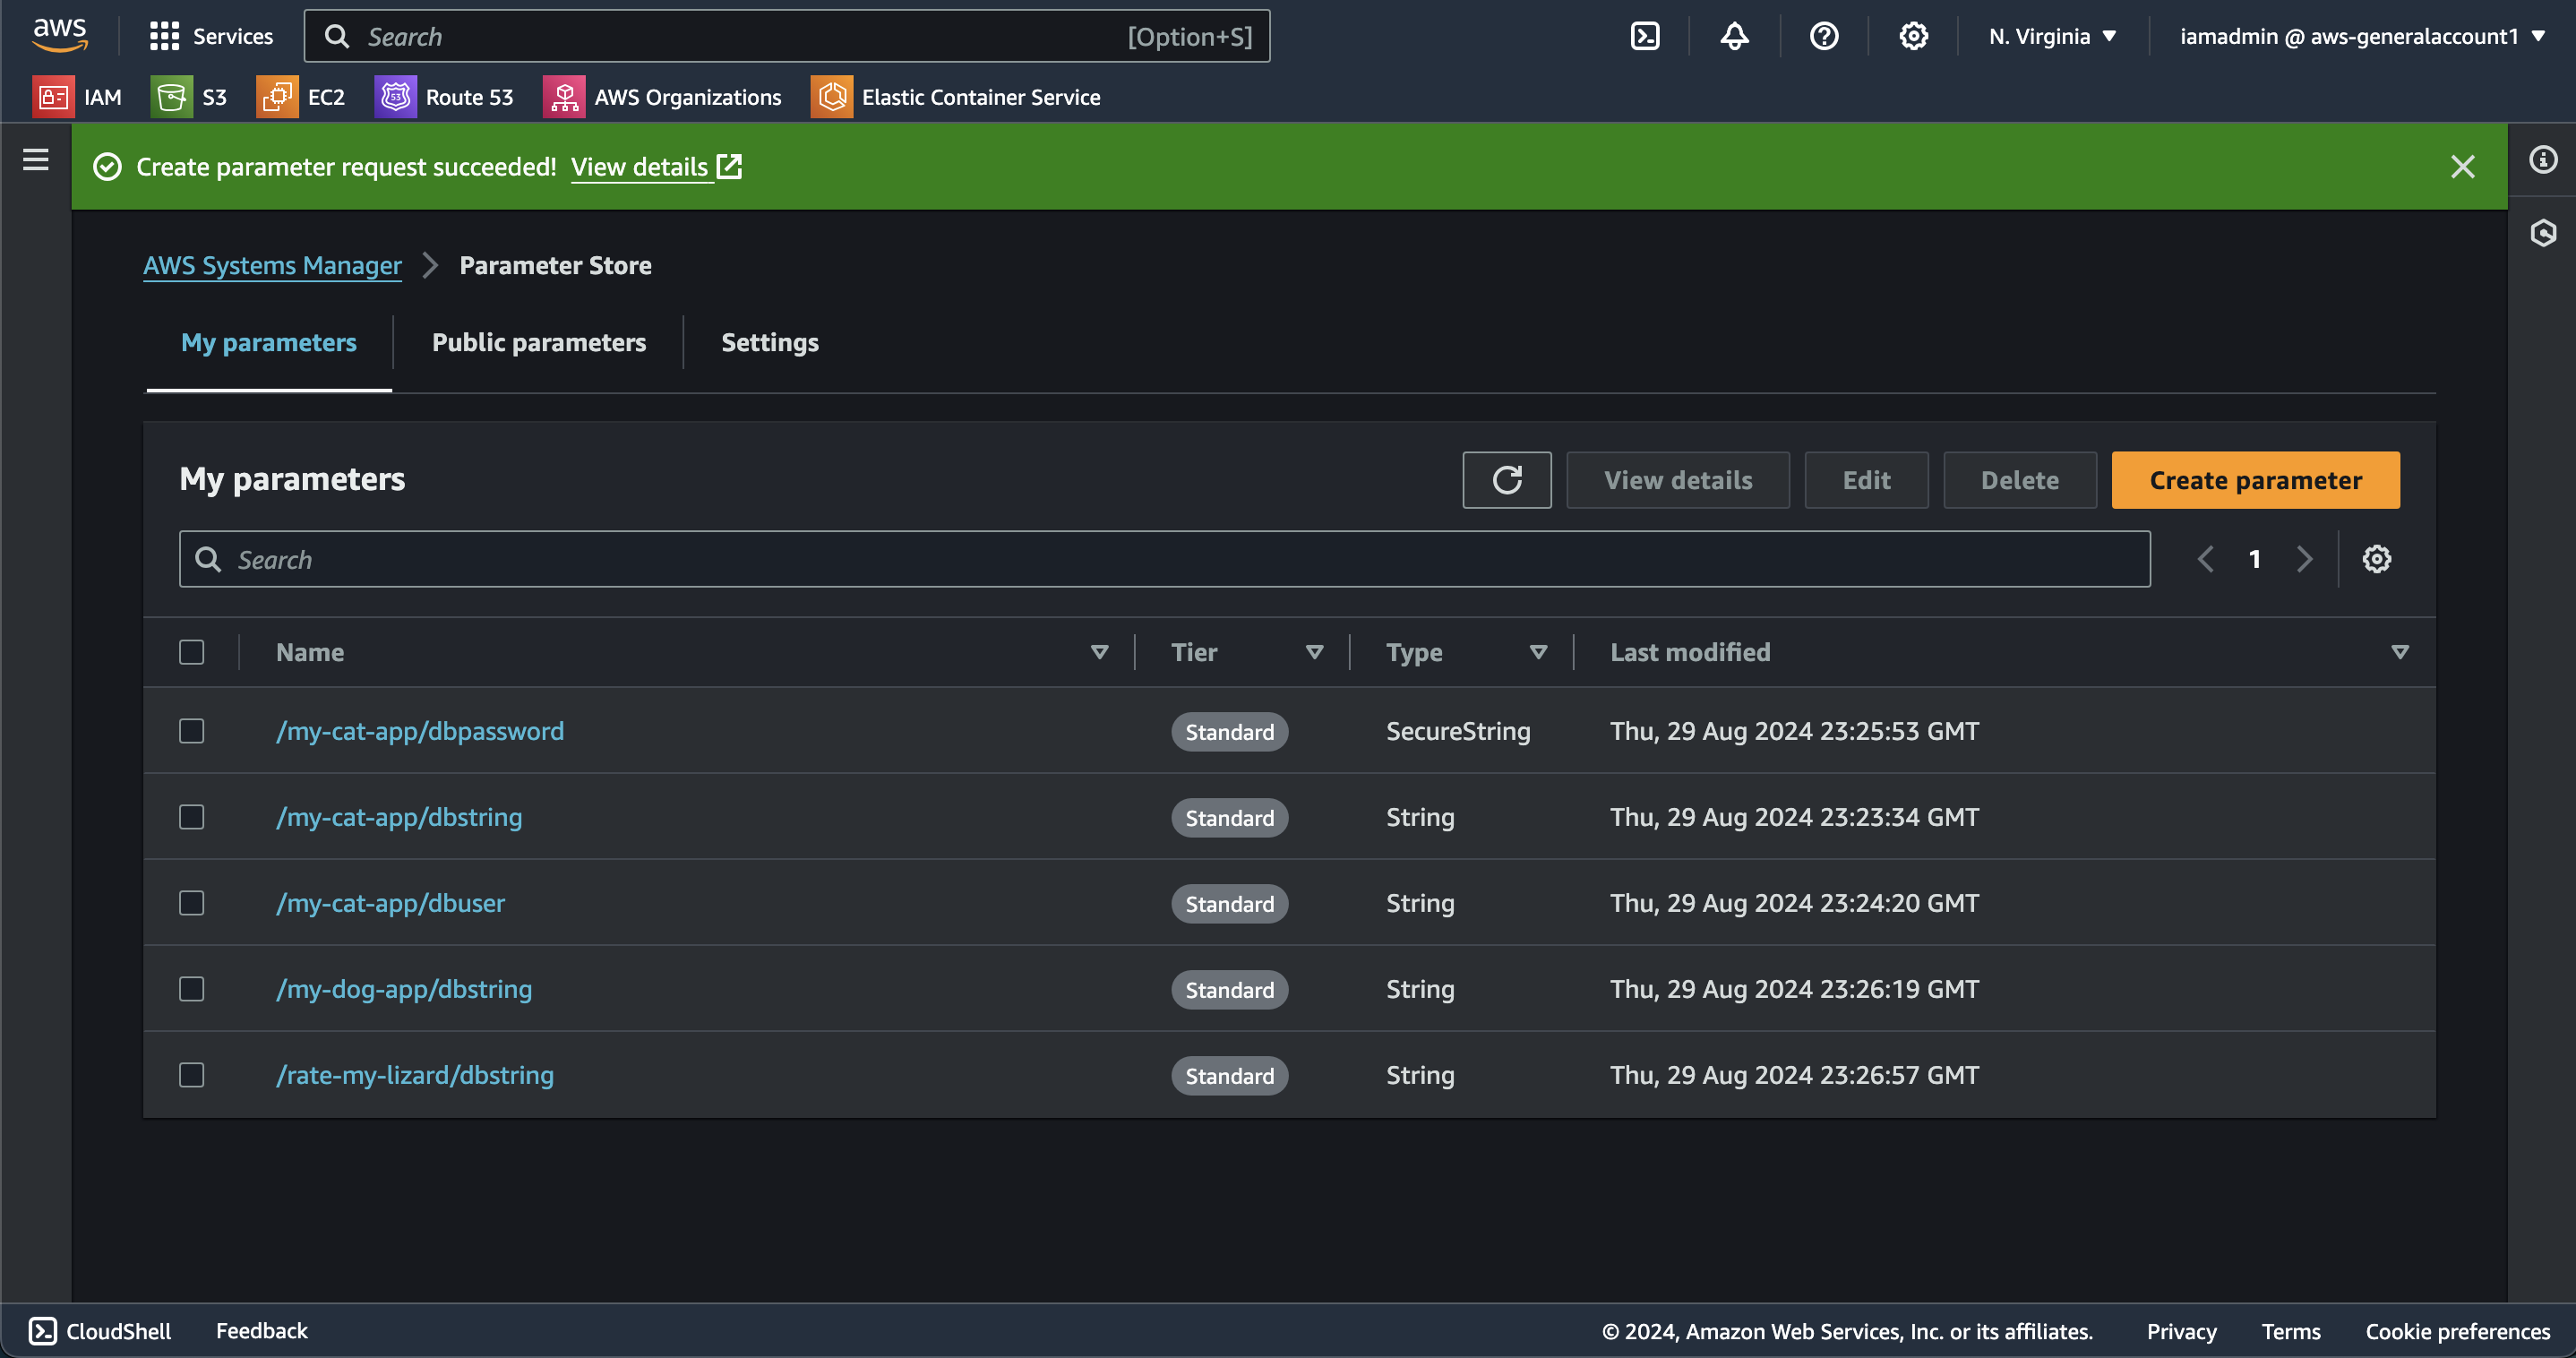 aws Services Search [Option+S] N. Virginia iamadmin @ aws-generalaccount1
IAM S3 EC2 53 Route 53 AWS Organizations Elastic Container Service
Create parameter request succeeded! View details
AWS Systems Manager Parameter Store
My parameters Public parameters Settings
My parameters View details Edit Delete Create parameter
Search 1
Name Tier Type Last modified
/my-cat-app/dbpassword Standard SecureString Thu, 29 Aug 2024 23:25:53 GMT
/my-cat-app/dbstring Standard String Thu, 29 Aug 2024 23:23:34 GMT
/my-cat-app/dbuser Standard String Thu, 29 Aug 2024 23:24:20 GMT
/my-dog-app/dbstring Standard String Thu, 29 Aug 2024 23:26:19 GMT
/rate-my-lizard/dbstring Standard String Thu, 29 Aug 2024 23:26:57 GMT
CloudShell Feedback © 2024, Amazon Web Services, Inc. or its affiliates. Privacy Terms Cookie preferences